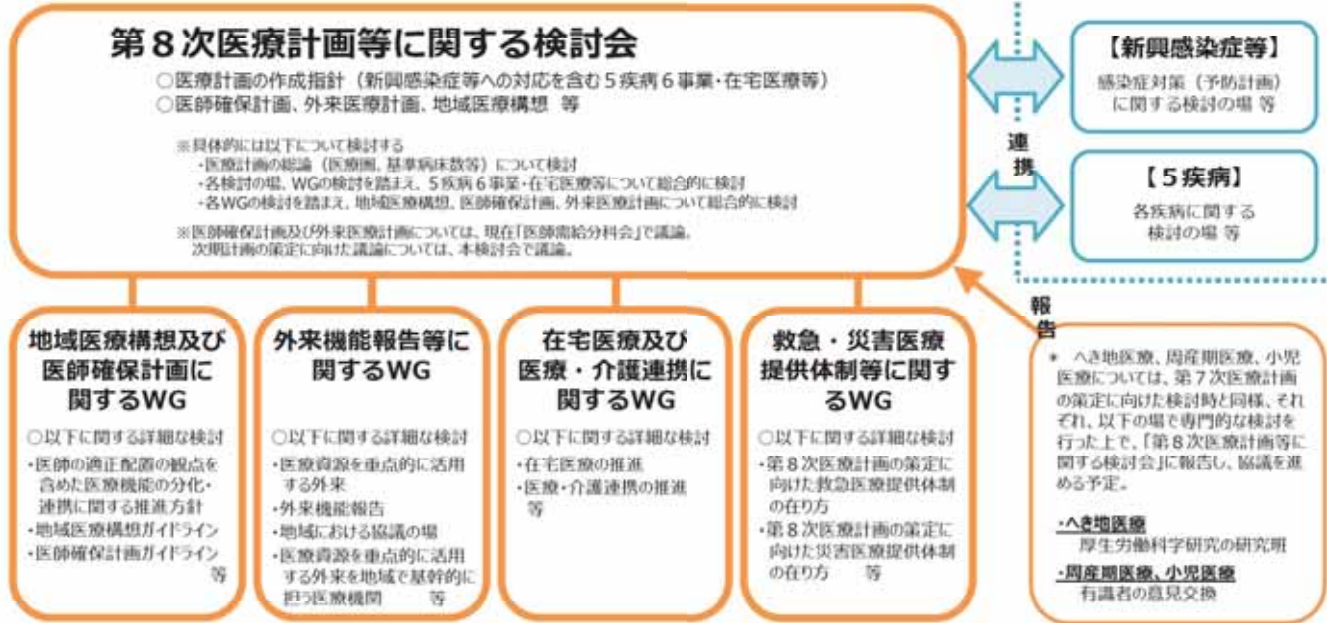 第８次医療計画等に関する検討会
○医療計画の作成指針（新興感染症等への対応を含む５疾病６事業・在宅医療等）
○医師確保計画、外来医療計画、地域医療構想 等
※具体的には以下について検討する
・医療計画の総論（医療圏、基準病床数等）について検討
・各検討の場、WGの検討を踏まえ、５疾病６事業・在宅医療等について総合的に検討
・各WGの検討を踏まえ、地域医療構想、医師確保計画、外来医療計画について総合的に検討
※医師確保計画及び外来医療計画については、現在「医師需給分科会」で議論。
次期計画の策定に向けた議論については、本検討会で議論。
連携
【新興感染症等】
感染症対策（予防計画）
に関する検討の場 等
【５疾病】
各疾病に関する
検討の場 等
地域医療構想及び
医師確保計画に
関するWG
○以下に関する詳細な検討
・医師の適正配置の観点を
含めた医療機能の分化・
連携に関する推進方針
・地域医療構想ガイドライン
・医師確保計画ガイドライン
等
外来機能報告等に
関するWG
○以下に関する詳細な検討
・医療資源を重点的に活用
する外来
・外来機能報告
・地域における協議の場
・医療資源を重点的に活用
する外来を地域で基幹的に
担う医療機関 等
在宅医療及び
医療・介護連携に
関するWG
○以下に関する詳細な検討
・在宅医療の推進
・医療・介護連携の推進
等
救急・災害医療
提供体制等に関す
るWG
○以下に関する詳細な検討
・第８次医療計画の策定に
向けた救急医療提供体制
の在り方
・第８次医療計画の策定に
向けた災害医療提供体制
の在り方 等
報告
* へき地医療、周産期医療、小児
医療については、第７次医療計画
の策定に向けた検討時と同様、それ
ぞれ、以下の場で専門的な検討を
行った上で、「第８次医療計画等に
関する検討会」に報告し、協議を進
める予定。
・へき地医療
厚生労働科学研究の研究班
・周産期医療、小児医療
有識者の意見交換